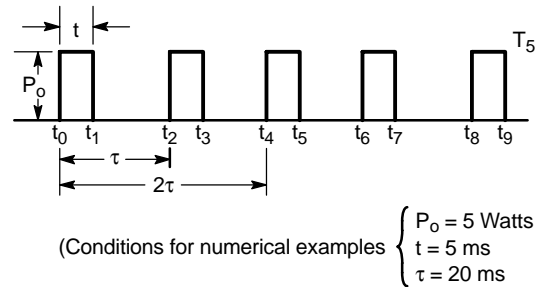 t
T5
Po
t0 t1 t2 t3 t4 t5 t6 t7 t8 t9
τ
2τ
(Conditions for numerical examples
Po = 5 Watts
t = 5 ms
τ = 20 ms